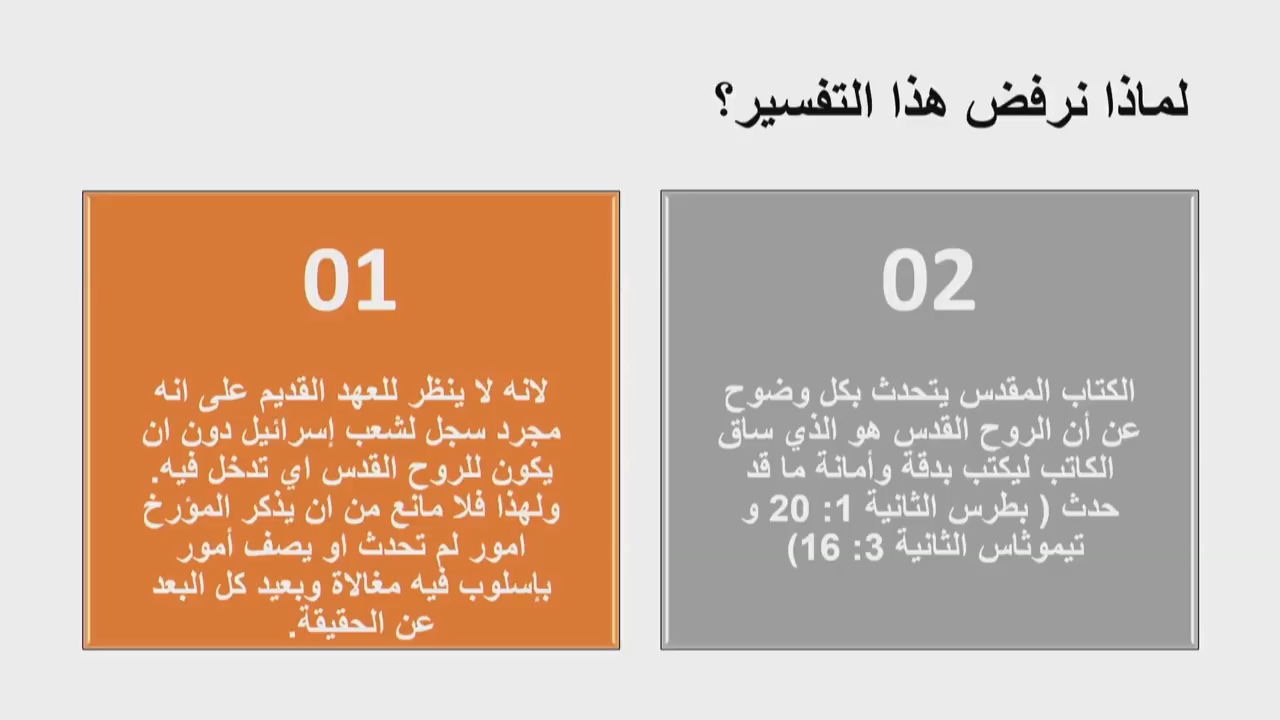 لماذا نرفض هذا التفسير؟
01
لانه لا ينظر للعهد القديم على انه
مجرد سجل لشعب إسرائيل دون ان
يكون للروح القدس اي تدخل فيه.
ولهذا فلا مانع من ان يذكر المؤرخ
امور لم تحدث او يصف أمور
بإسلوب فيه مغالاة وبعيد كل البعد
عن الحقيقة.
02
الكتاب المقدس يتحدث بكل وضوح
عن أن الروح القدس هو الذي ساق
الكاتب ليكتب بدقة وأمانة ما قد
حدث ( بطرس الثانية 1: 20 و
تيموثاس الثانية 3: 16)